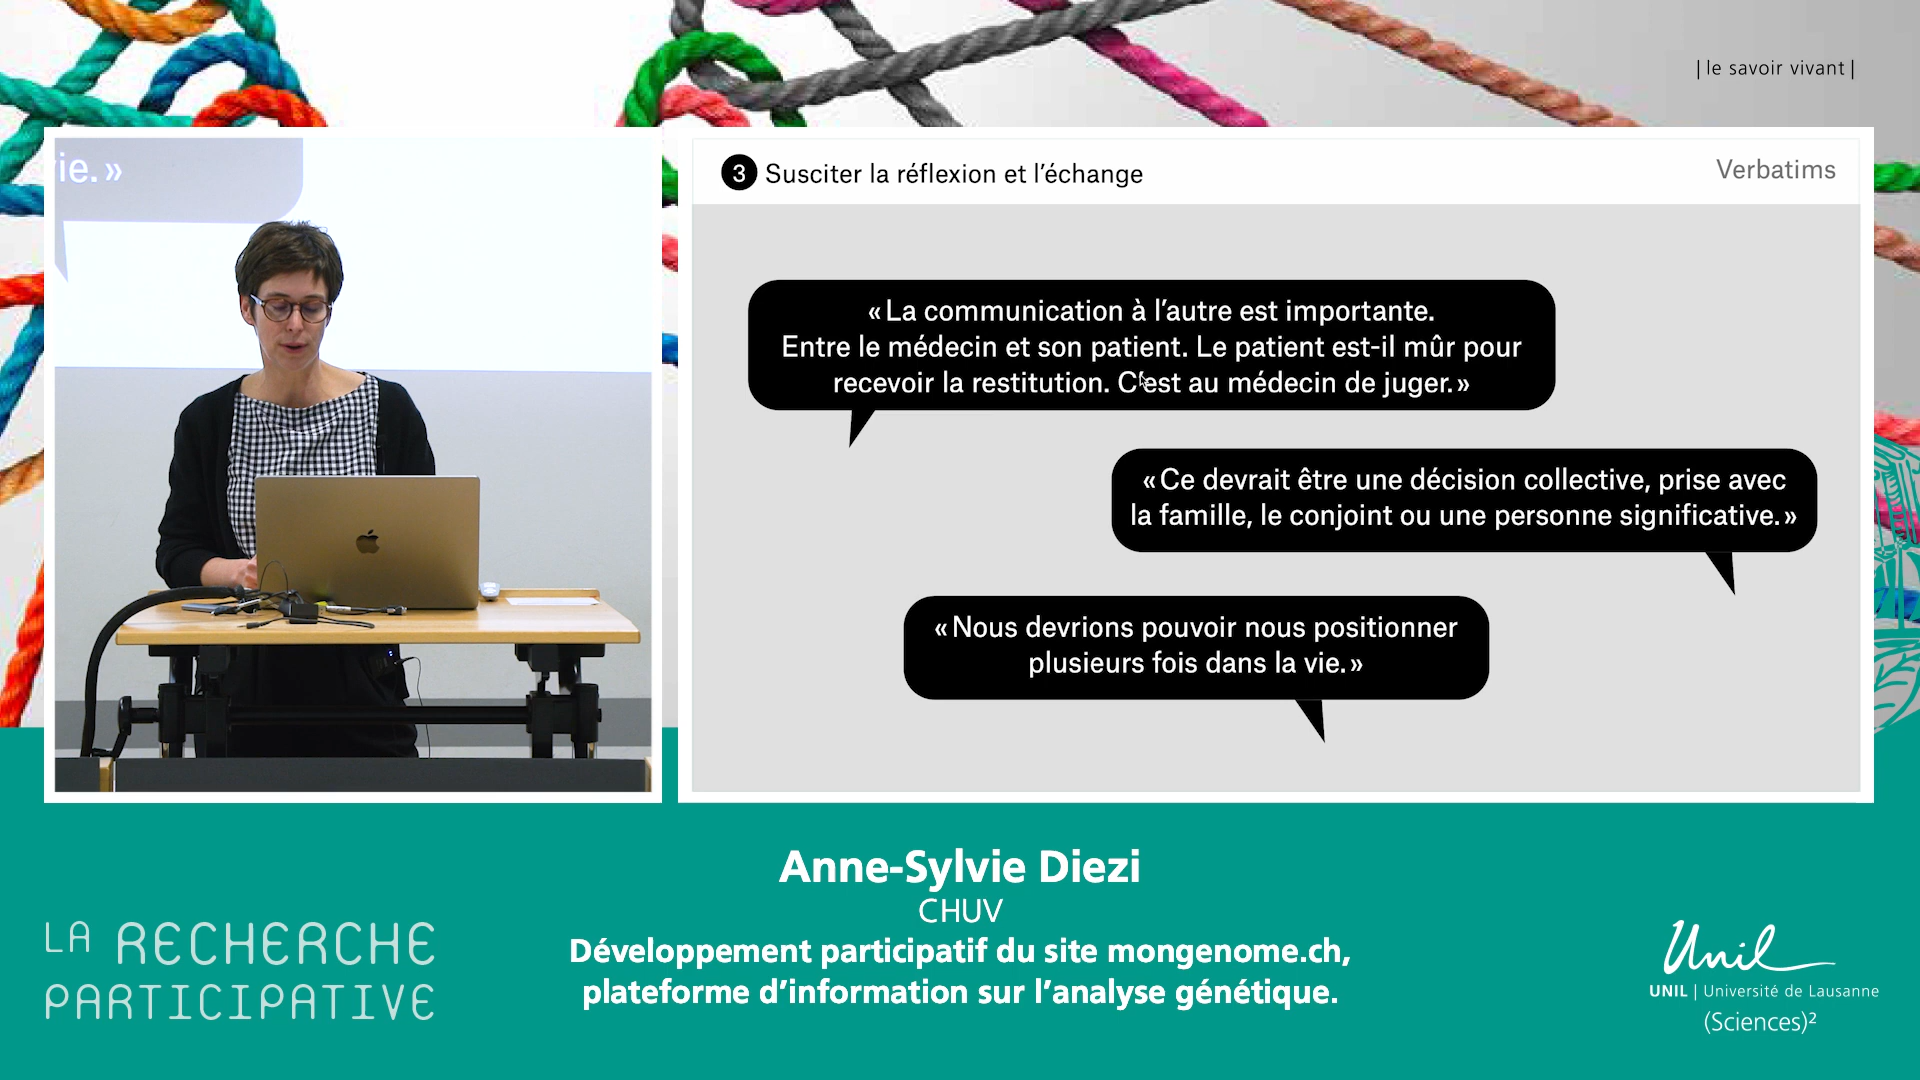 | le savoir vivant |
ie. »
3 Susciter la réflexion et l’échange
Verbatims
« La communication à l’autre est importante.
Entre le médecin et son patient. Le patient est-il mûr pour
recevoir la restitution. C’est au médecin de juger. »
« Ce devrait être une décision collective, prise avec
la famille, le conjoint ou une personne significative. »
« Nous devrions pouvoir nous positionner
plusieurs fois dans la vie. »
Anne-Sylvie Diezi
CHUV
Développement participatif du site mongenome.ch,
plateforme d’information sur l’analyse génétique.
LA RECHERCHE
PARTICIPATIVE
Unil
UNIL | Université de Lausanne
(Sciences)²